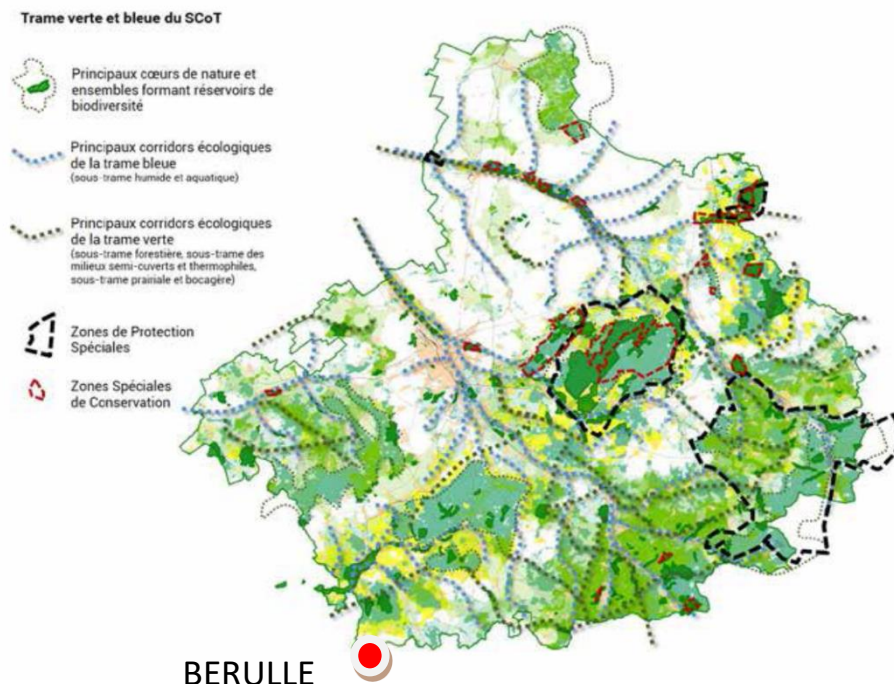 Trame verte et bleue du SCoT
Principaux cœurs de nature et
ensembles formant réservoirs de
biodiversité
Principaux corridors écologiques
de la trame bleue
(sous-trame humide et aquatique)
Principaux corridors écologiques
de la trame verte
(sous-trame forestière, sous-trame des
milieux semi-ouverts et thermophiles,
sous-trame prairiale et bocagère)
Zones de Protection
Spéciales
Zones Spéciales
de Conservation
BERULLE